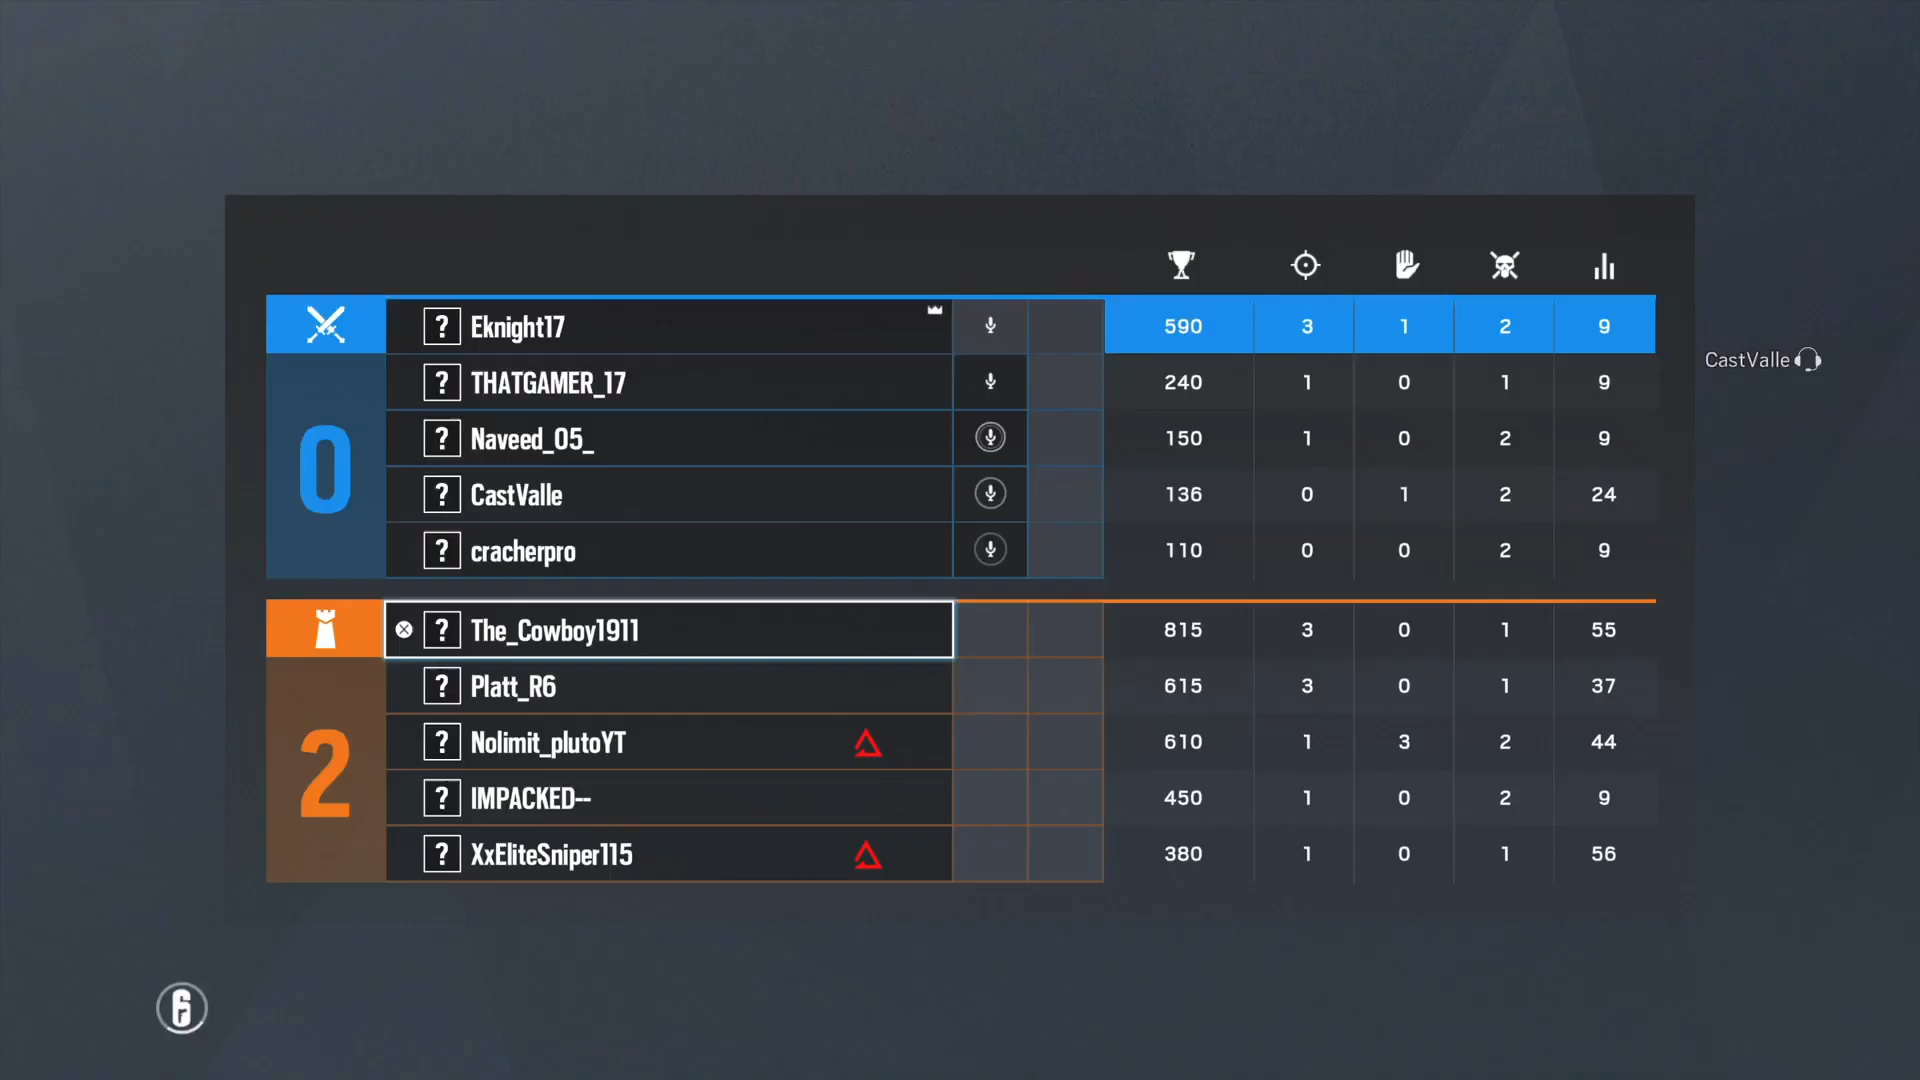 ? Eknight17 590 3 1 2 9
? THATGAMER_17 240 1 0 1 9
CastValle
0
? Naveed_05_ 150 1 0 2 9
? CastValle 136 0 1 2 24
? cracherpro 110 0 0 2 9
? The_Cowboy1911 815 3 0 1 55
? Platt_R6 615 3 0 1 37
2
? Nolimit_plutoYT 610 1 3 2 44
? IMPACKED-- 450 1 0 2 9
? XxEliteSniper115 380 1 0 1 56
6